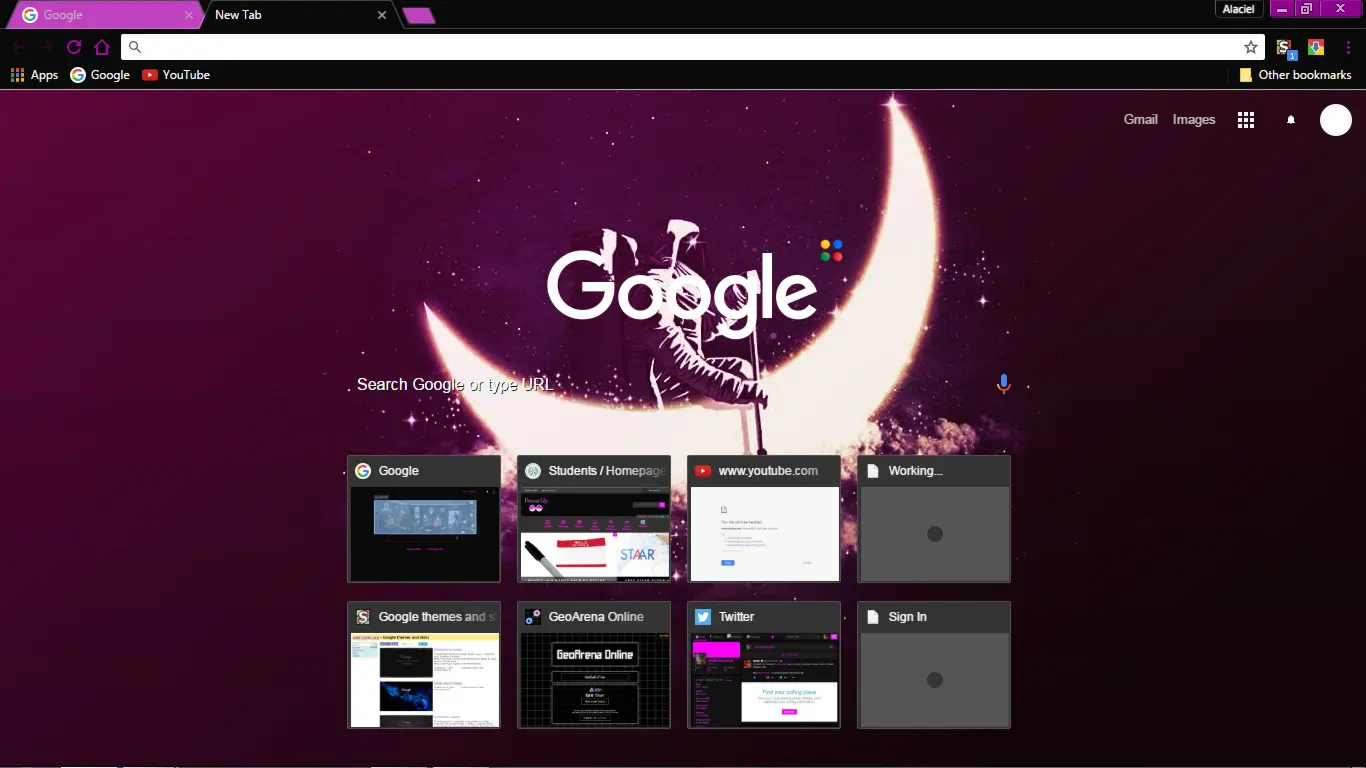 Google
New Tab
Alaciel
1
Apps
Google
YouTube
Other bookmarks
Gmail
Images
Google
Search Google or type URL
Google
Students / Homepage
www.youtube.com
Working...
PowerUp
STAAR
Google themes and s
GeoArena Online
Twitter
Sign In
GeoArena Online
Find your polling place